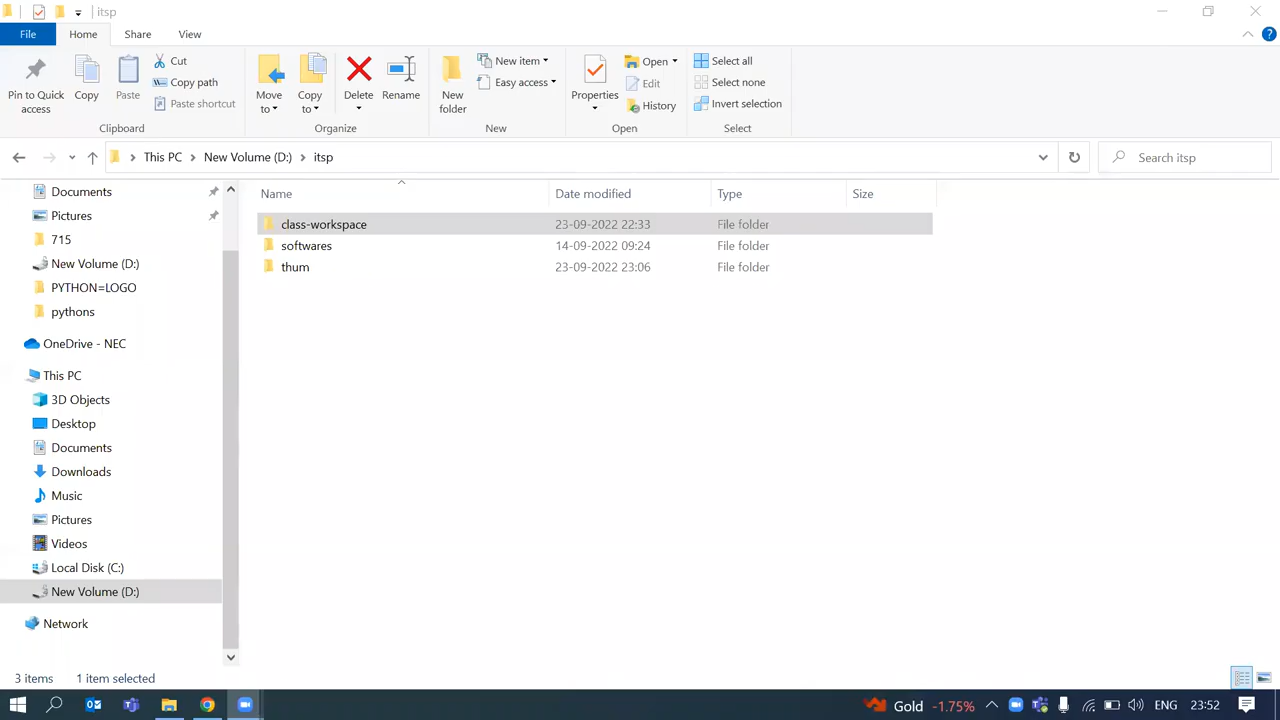 itsp
File Home Share View
Pin to Quick access
Copy
Paste
Cut
Copy path
Paste shortcut
Clipboard
Move to
Copy to
Delete
Rename
Organize
New folder
New item
Easy access
New
Properties
Open
Edit
History
Open
Select all
Select none
Invert selection
Select
This PC New Volume (D:) itsp
Search itsp
Documents
Pictures
715
New Volume (D:)
PYTHON=LOGO
pythons
OneDrive - NEC
This PC
3D Objects
Desktop
Documents
Downloads
Music
Pictures
Videos
Local Disk (C:)
New Volume (D:)
Network
Name Date modified Type Size
class-workspace 23-09-2022 22:33 File folder
softwares 14-09-2022 09:24 File folder
thum 23-09-2022 23:06 File folder
3 items 1 item selected
Gold -1.75% ENG 23:52